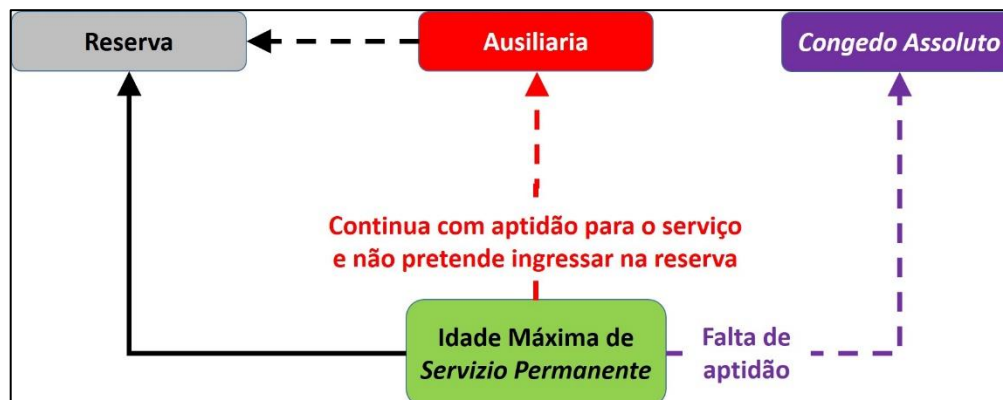 Reserva
Ausiliaria
Congedo Assoluto
Continua com aptidão para o serviço
e não pretende ingressar na reserva
Idade Máxima de
Servizio Permanente
Falta de
aptidão